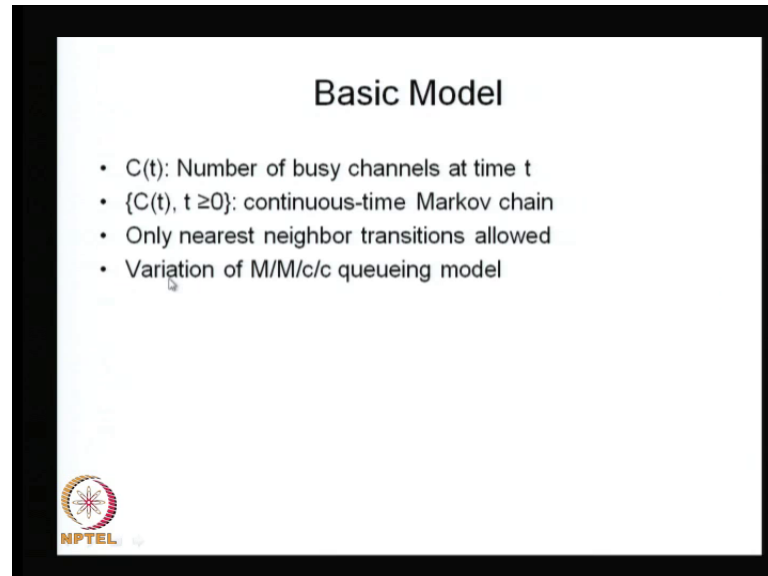 Basic Model
• C(t): Number of busy channels at time t
• {C(t), t ≥0}: continuous-time Markov chain
• Only nearest neighbor transitions allowed
• Variation of M/M/c/c queueing model
NPTEL